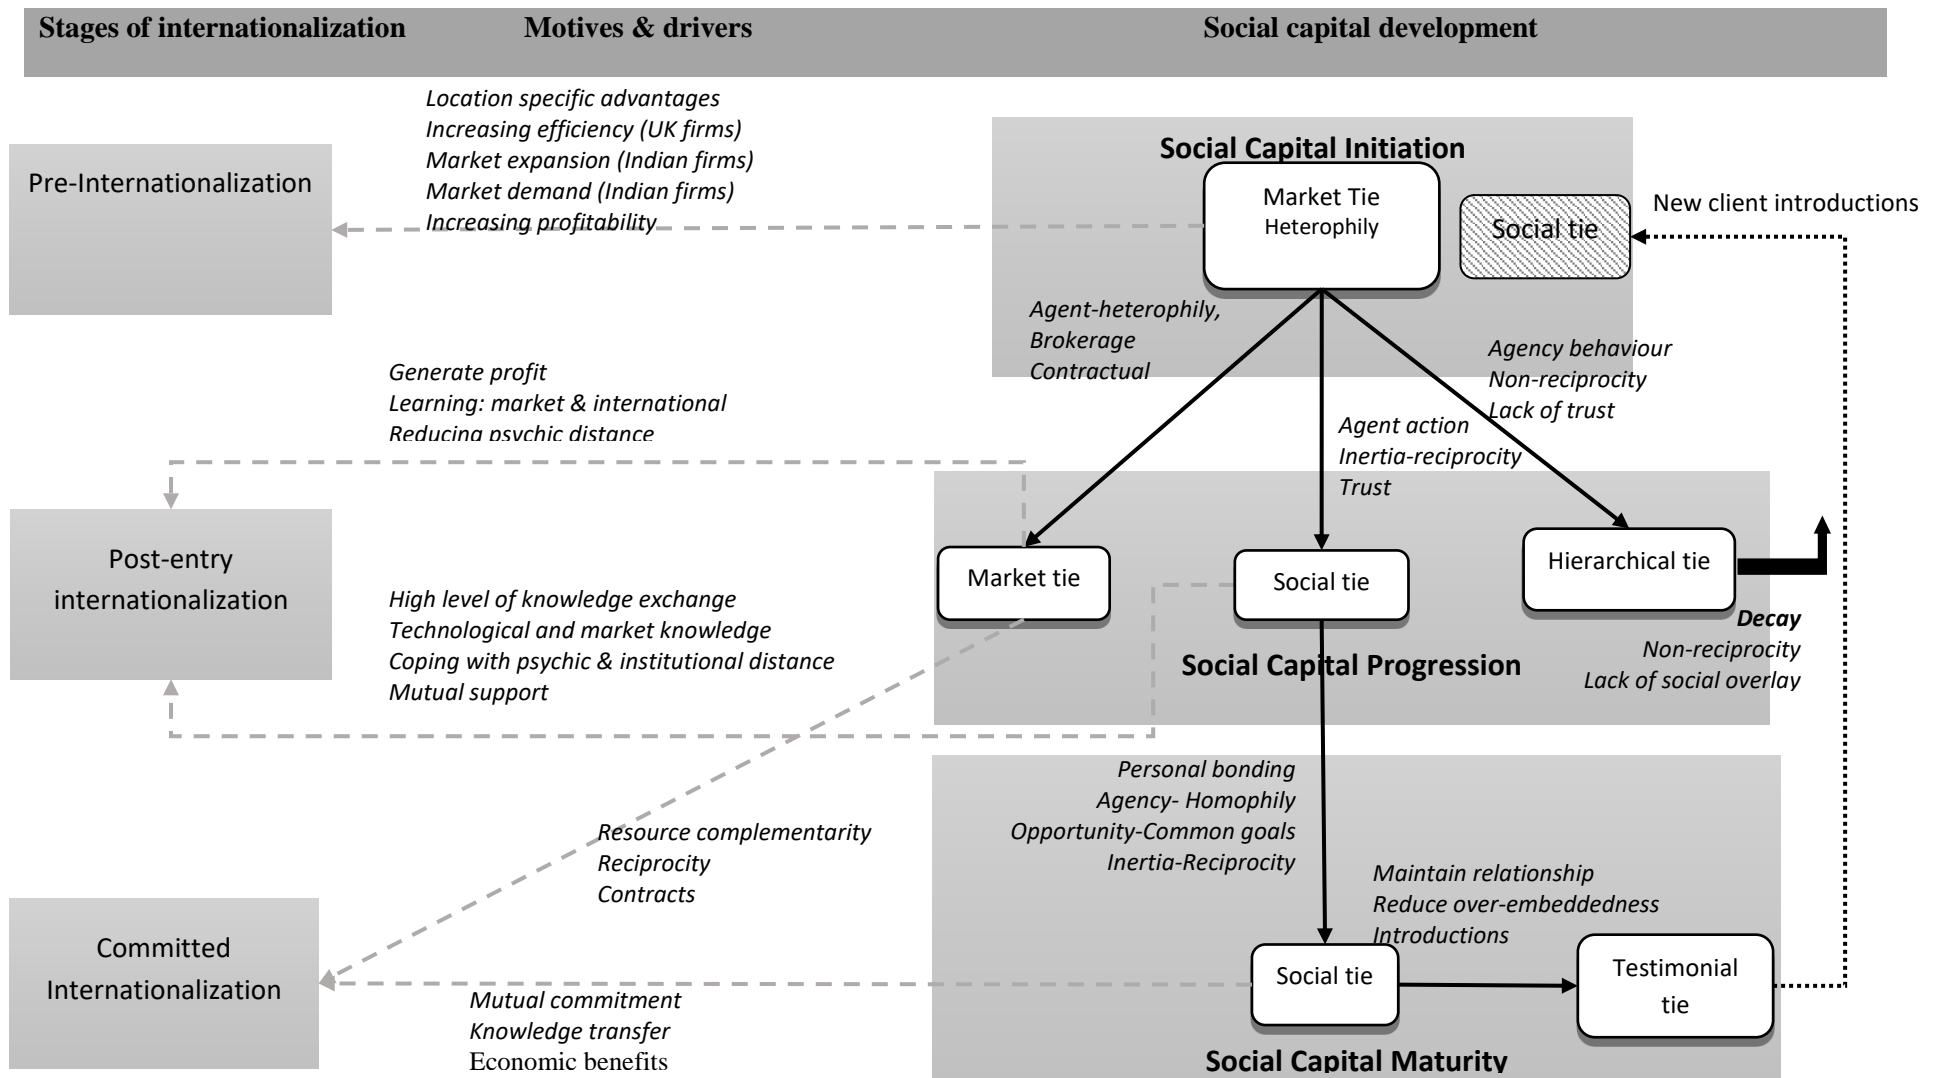 Stages of internationalization Motives & drivers Social capital development
Location specific advantages
Increasing efficiency (UK firms)
Market expansion (Indian firms)
Market demand (Indian firms)
Increasing profitability
Pre-Internationalization
Social Capital Initiation
Market Tie
Heterophily
Social tie
New client introductions
Agent-heterophily,
Brokerage
Contractual
Agency behaviour
Non-reciprocity
Lack of trust
Agent action
Inertia-reciprocity
Trust
Generate profit
Learning: market & international
Reducing psychic distance
Post-entry
internationalization
High level of knowledge exchange
Technological and market knowledge
Coping with psychic & institutional distance
Mutual support
Market tie
Social tie
Hierarchical tie
Decay
Non-reciprocity
Lack of social overlay
Social Capital Progression
Personal bonding
Agency- Homophily
Opportunity-Common goals
Inertia-Reciprocity
Resource complementarity
Reciprocity
Contracts
Maintain relationship
Reduce over-embeddedness
Introductions
Committed
Internationalization
Social tie
Testimonial
tie
Mutual commitment
Knowledge transfer
Economic benefits
Social Capital Maturity